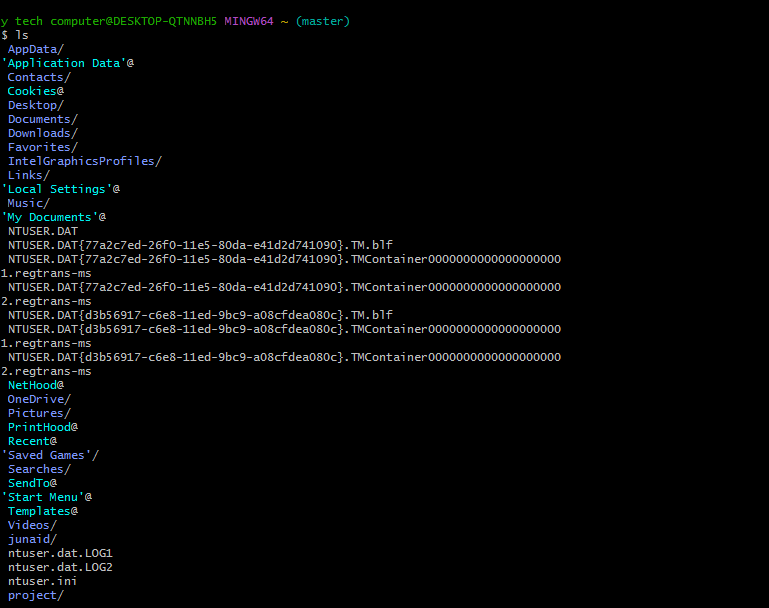 y tech computer@DESKTOP-QTNNBH5 MINGW64 ~ (master)
$ ls
AppData/
'Application Data'@
Contacts/
Cookies@
Desktop/
Documents/
Downloads/
Favorites/
IntelGraphicsProfiles/
Links/
'Local Settings'@
Music/
'My Documents'@
NTUSER.DAT
NTUSER.DAT{77a2c7ed-26f0-11e5-80da-e41d2d741090}.TM.blf
NTUSER.DAT{77a2c7ed-26f0-11e5-80da-e41d2d741090}.TMContainer0000000000000000000
1.regtrans-ms
NTUSER.DAT{77a2c7ed-26f0-11e5-80da-e41d2d741090}.TMContainer0000000000000000000
2.regtrans-ms
NTUSER.DAT{d3b56917-c6e8-11ed-9bc9-a08cfdea080c}.TM.blf
NTUSER.DAT{d3b56917-c6e8-11ed-9bc9-a08cfdea080c}.TMContainer0000000000000000000
1.regtrans-ms
NTUSER.DAT{d3b56917-c6e8-11ed-9bc9-a08cfdea080c}.TMContainer0000000000000000000
2.regtrans-ms
NetHood@
OneDrive/
Pictures/
PrintHood@
Recent@
'Saved Games'/
Searches/
SendTo@
'Start Menu'@
Templates@
Videos/
junaid/
ntuser.dat.LOG1
ntuser.dat.LOG2
ntuser.ini
project/